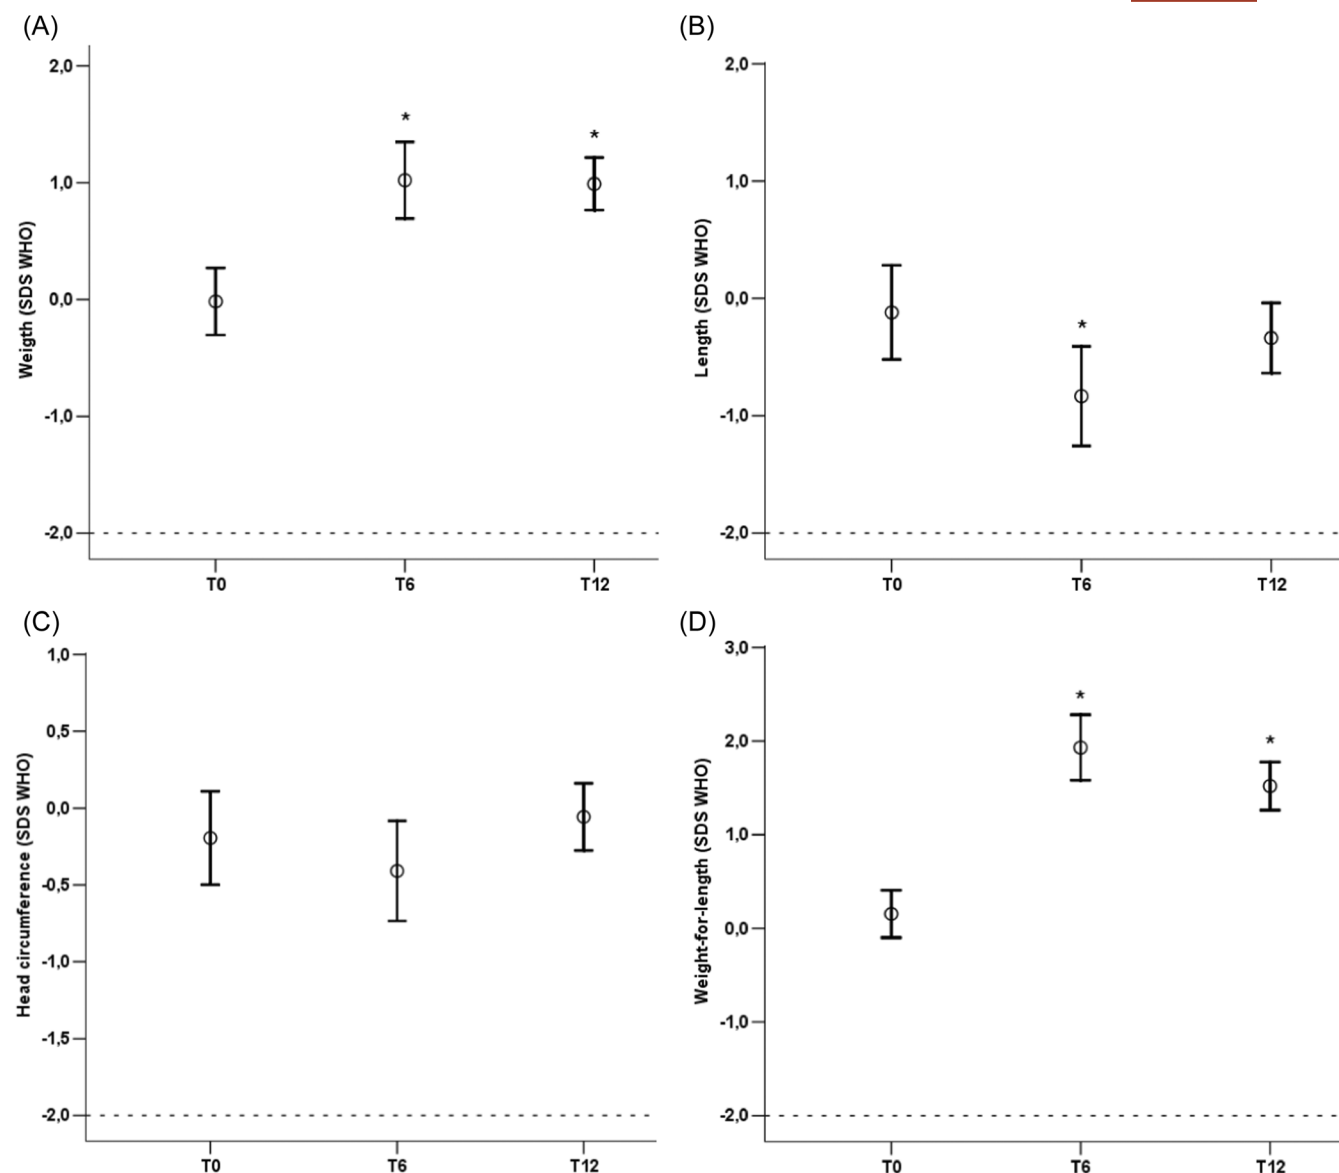 (A)
2,0
1,0
0,0
-1,0
-2,0
Weigth (SDS WHO)
*
*
T0 T6 T12
(B)
2,0
1,0
0,0
-1,0
-2,0
Length (SDS WHO)
*
T0 T6 T12
(C)
1,0
0,5
0,0
-0,5
-1,0
-1,5
-2,0
Head circumference (SDS WHO)
T0 T6 T12
(D)
3,0
2,0
1,0
0,0
-1,0
-2,0
Weight-for-length (SDS WHO)
*
*
T0 T6 T12